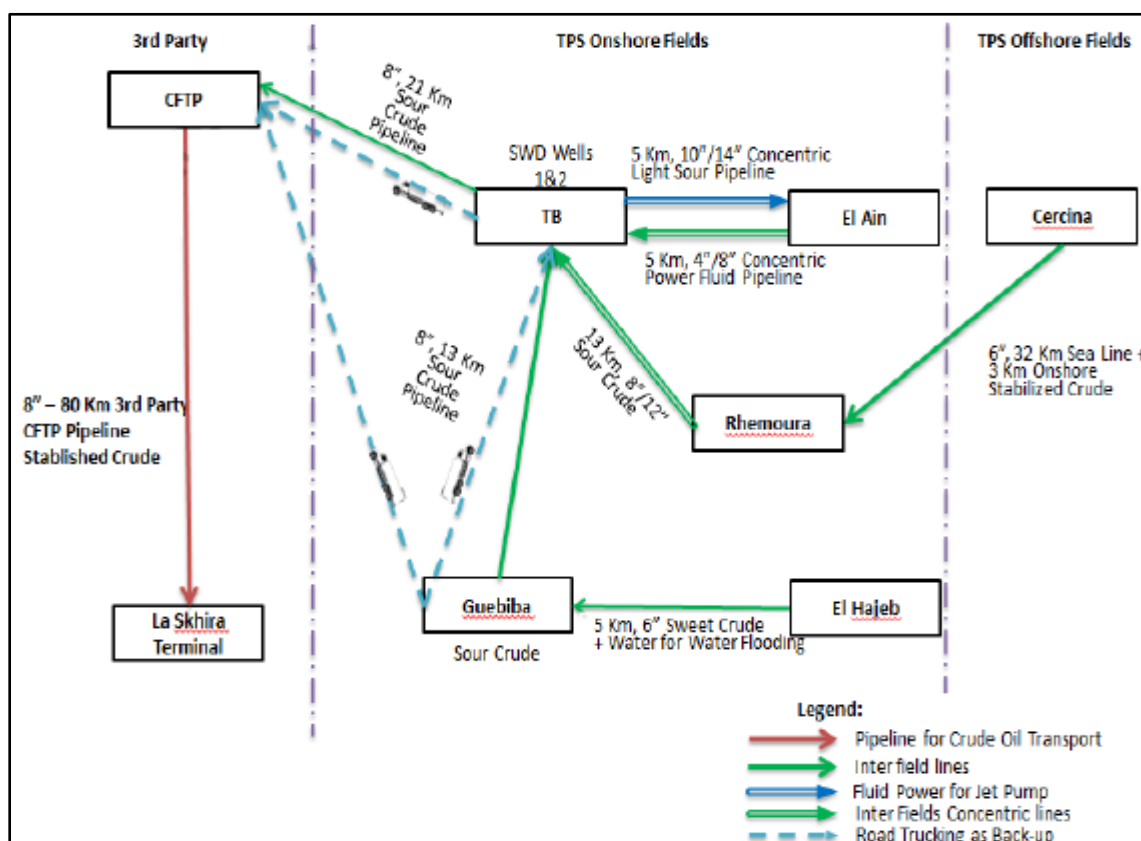 3rd Party
TPS Onshore Fields
TPS Offshore Fields
CFTP
8", 21 Km
Sour
Crude
Pipeline
SWD Wells
1&2
TB
5 Km, 10"/14" Concentric
Light Sour Pipeline
El Ain
Cercina
5 Km, 4"/8" Concentric
Power Fluid Pipeline
8", 13 Km
Sour
Crude
Pipeline
13 Km, 8"/12"
Sour Crude
6", 32 Km Sea Line +
3 Km Onshore
Stabilized Crude
8" – 80 Km 3rd Party
CFTP Pipeline
Stablished Crude
Rhemoura
La Skhira
Terminal
Guebiba
Sour Crude
5 Km, 6" Sweet Crude
+ Water for Water Flooding
El Hajeb
Legend:
Pipeline for Crude Oil Transport
Inter field lines
Fluid Power for Jet Pump
Inter Fields Concentric lines
Road Trucking as Back-up